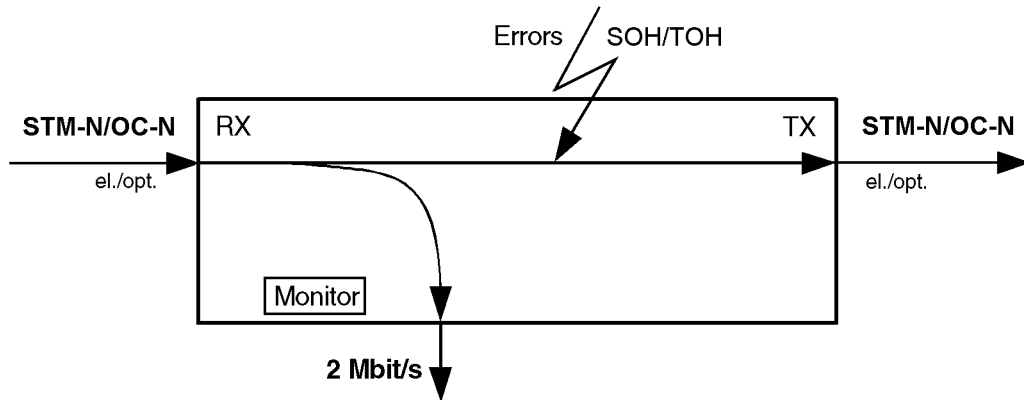 Errors SOH/TOH
STM-N/OC-N RX TX STM-N/OC-N
el./opt. el./opt.
Monitor
2 Mbit/s